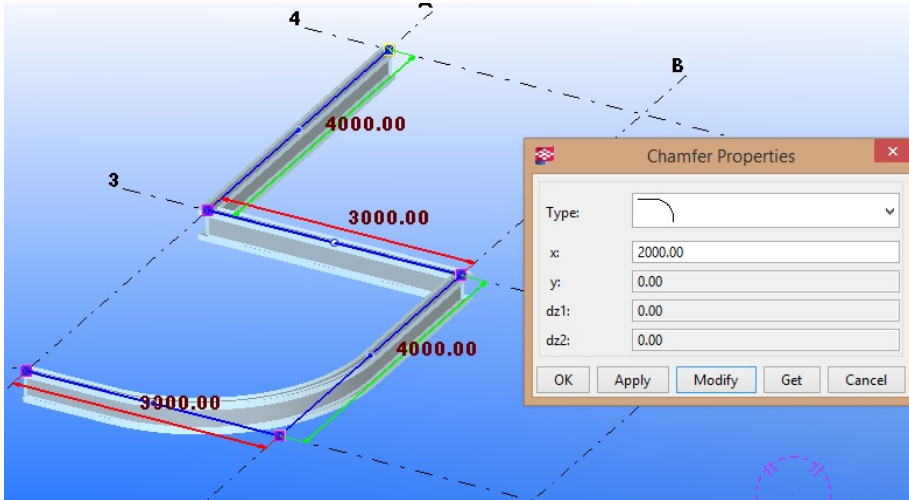 4
B
4000.00
3
3000.00
4000.00
3000.00
Chamfer Properties
Type:
x: 2000.00
y: 0.00
dz1: 0.00
dz2: 0.00
OK Apply Modify Get Cancel